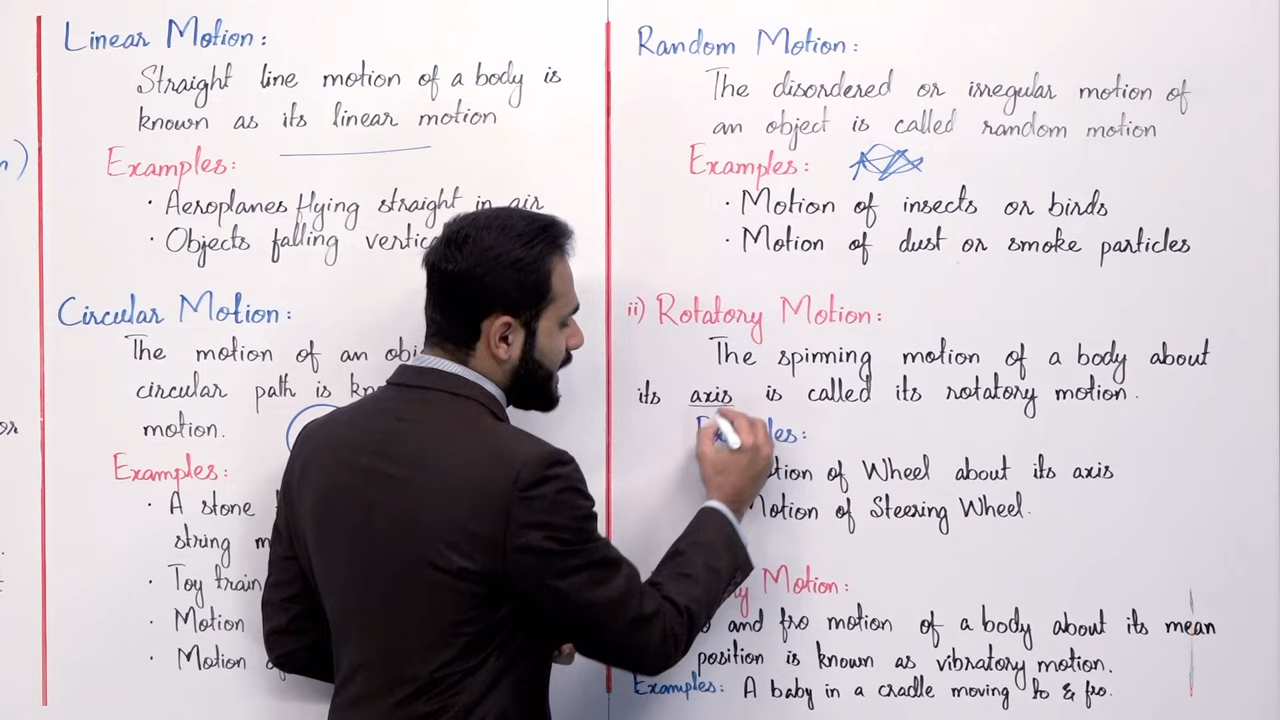 Linear Motion:
Straight line motion of a body is
known as its linear motion
Examples:
· Aeroplanes flying straight in air
· Objects falling
Circular Motion:
The motion of an
circular path is
motion.
Examples:
· A stone
string
· Toy train
· Motion
· Motion
Random Motion:
The disordered or irregular motion of
an object is called random motion
Examples:
· Motion of insects or birds
· Motion of dust or smoke particles
ii) Rotatory Motion:
The spinning motion of a body about
its axis is called its rotatory motion.
of Wheel about its axis
Motion of Steering Wheel.
Motion:
and fro motion of a body about its mean
position is known as vibratory motion.
Examples: A baby in a cradle moving to & fro.